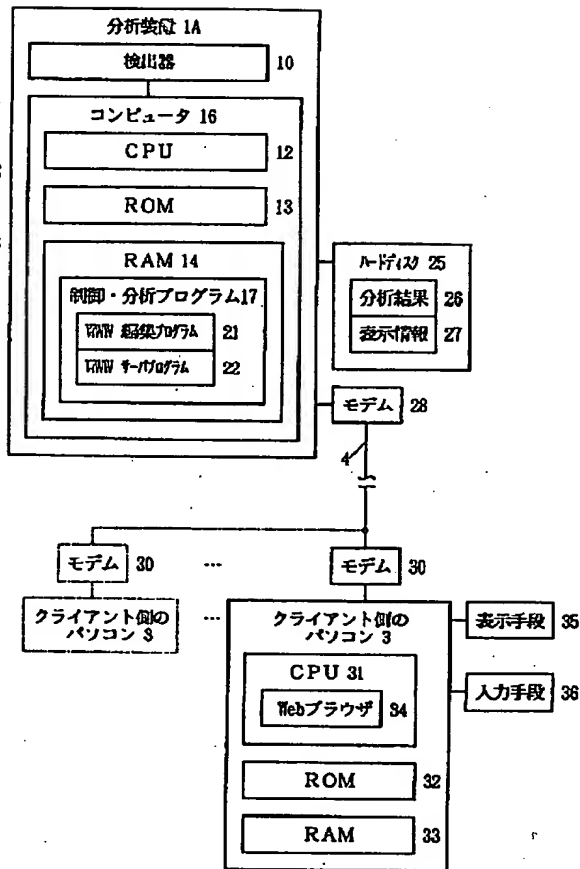 分析装置 1A
検出器 10
コンピュータ 16
CPU 12
ROM 13
RAM 14
制御・分析プログラム17
WWW 編集プログラム 21
WWW サーバプログラム 22
ハードディスク 25
分析結果 26
表示情報 27
モデム 28
4
モデム 30
…
モデム 30
クライアント側の
パソコン 3
…
クライアント側の
パソコン 3
表示手段 35
CPU 31
Webブラウザ 34
入力手段 36
ROM 32
RAM 33